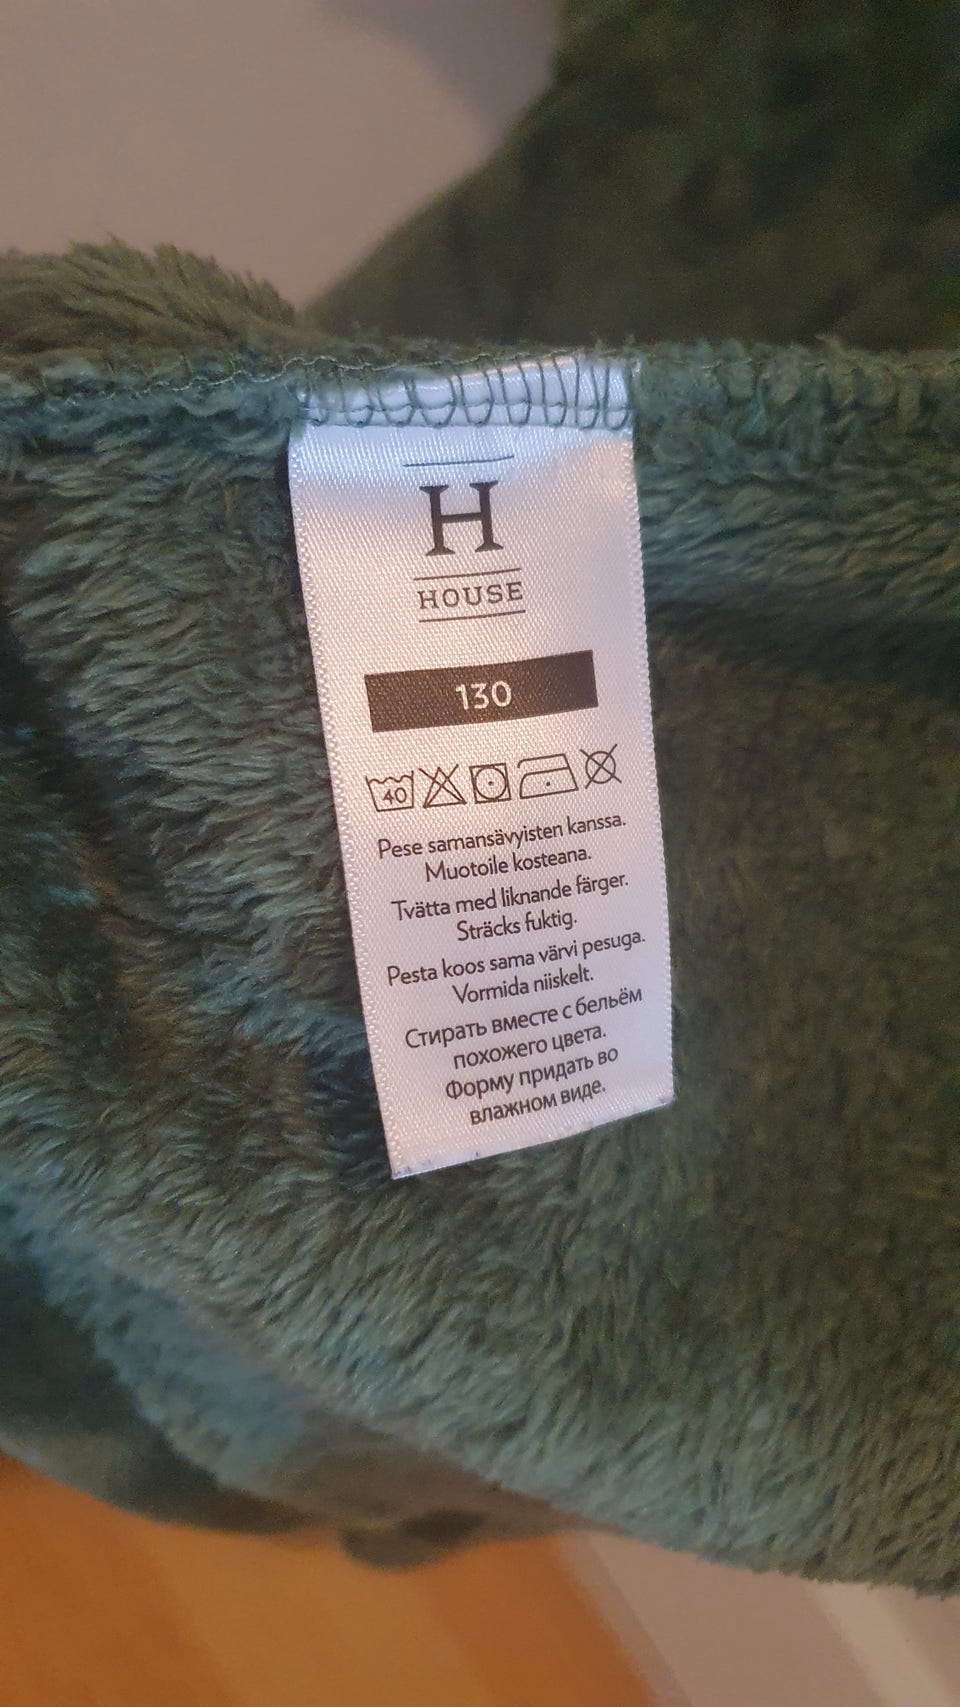 H
HOUSE
130
40
Pese samansävyisten kanssa.
Muotoile kosteana.
Tvätta med liknande färger.
Sträcks fuktig.
Pesta koos sama värvi pesuga.
Vormida niiskelt.
Стирать вместе с бельём
похожего цвета.
Форму придать во
влажном виде.